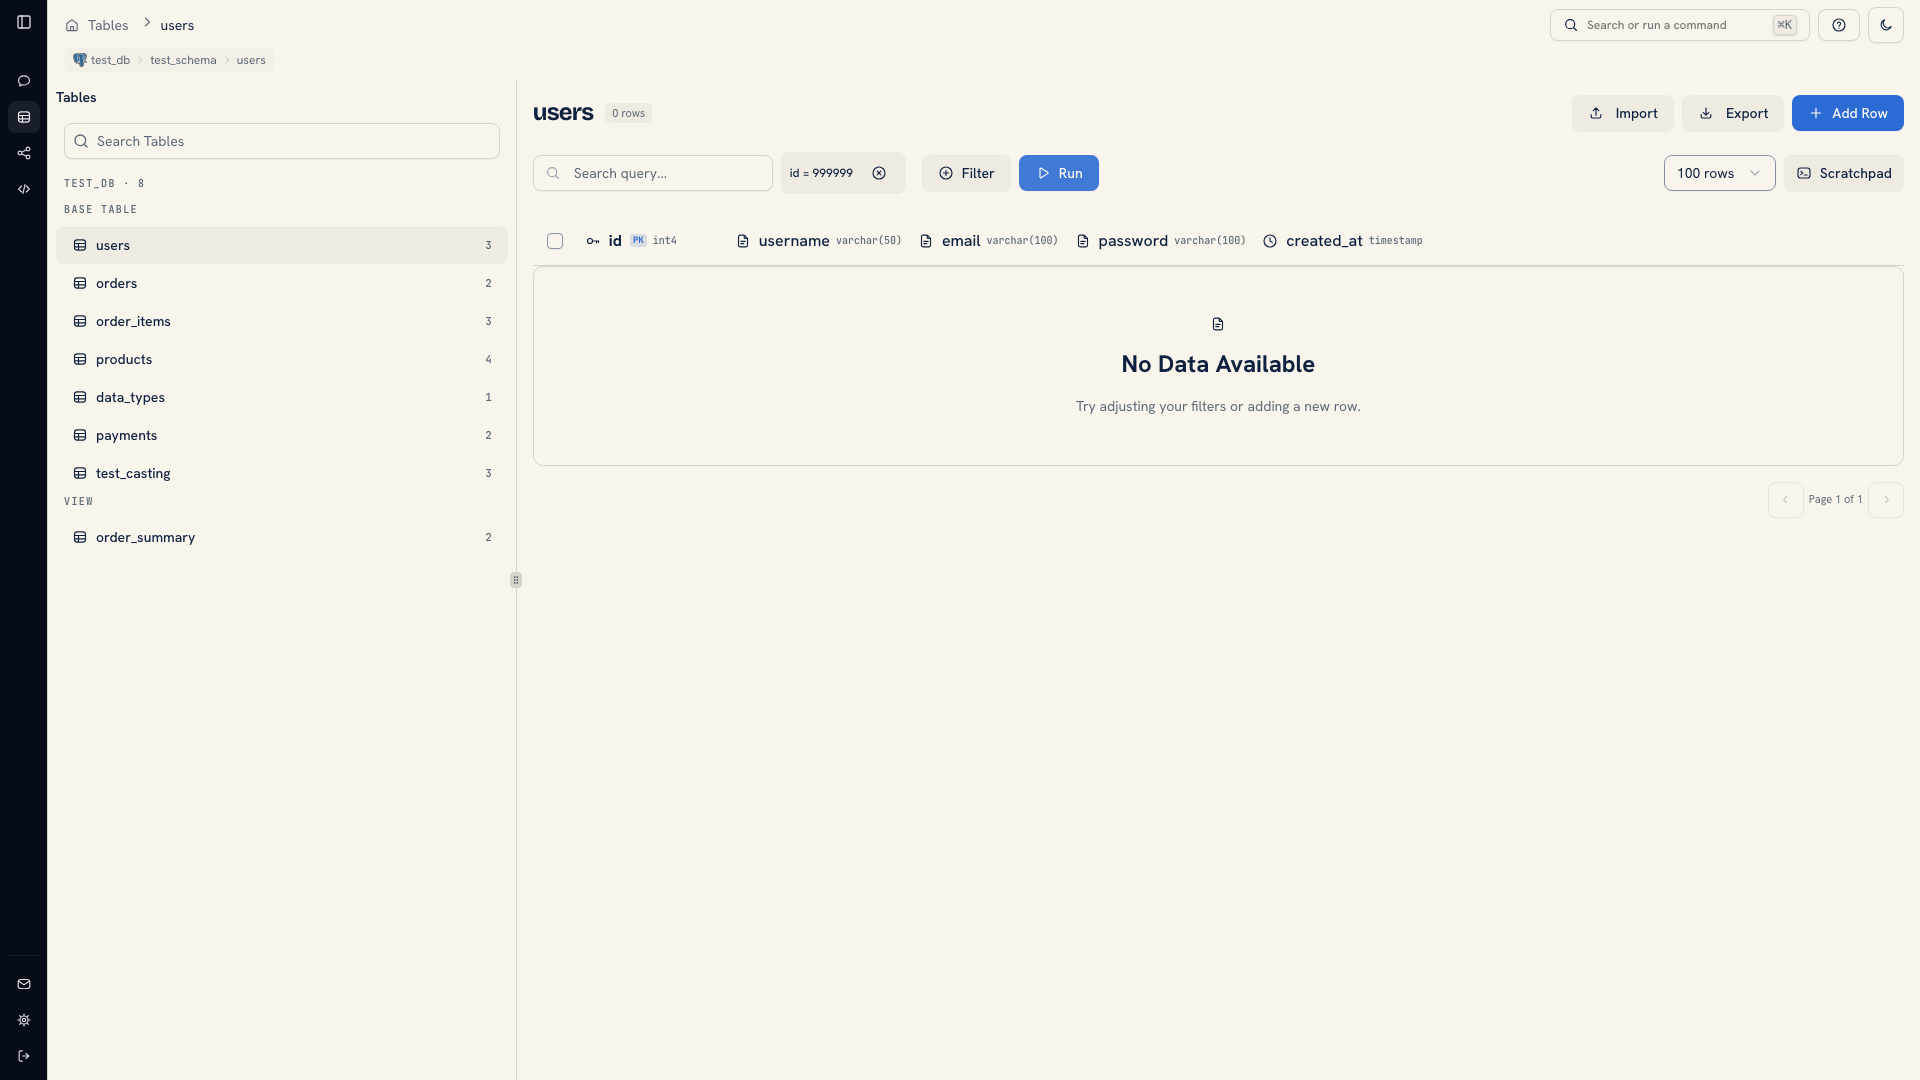 Tables
users
Search or run a command
⌘K
test_db
test_schema
users
Tables
Search Tables
TEST_DB · 8
BASE TABLE
users 3
orders 2
order_items 3
products 4
data_types 1
payments 2
test_casting 3
VIEW
order_summary 2
users 0 rows
Import
Export
Add Row
Search query...
id = 999999
Filter
Run
100 rows
Scratchpad
id PK int4
username varchar(50)
email varchar(100)
password varchar(100)
created_at timestamp
No Data Available
Try adjusting your filters or adding a new row.
Page 1 of 1